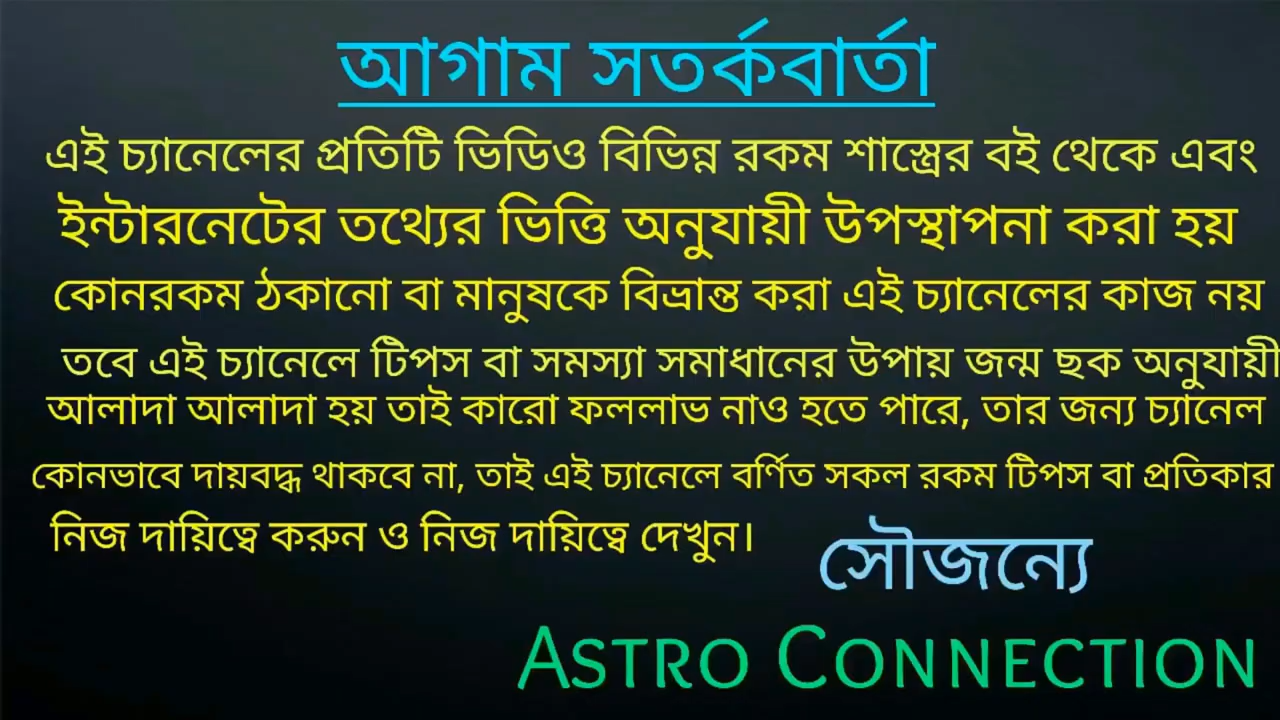 আগাম সতর্কবার্তা
এই চ্যানেলের প্রতিটি ভিডিও বিভিন্ন রকম শাস্ত্রের বই থেকে এবং
ইন্টারনেটের তথ্যের ভিত্তি অনুযায়ী উপস্থাপনা করা হয়
কোনরকম ঠকানো বা মানুষকে বিভ্রান্ত করা এই চ্যানেলের কাজ নয়
তবে এই চ্যানেলে টিপস বা সমস্যা সমাধানের উপায় জন্ম ছক অনুযায়ী
আলাদা আলাদা হয় তাই কারো ফললাভ নাও হতে পারে, তার জন্য চ্যানেল
কোনভাবে দায়বদ্ধ থাকবে না, তাই এই চ্যানেলে বর্ণিত সকল রকম টিপস বা প্রতিকার
নিজ দায়িত্বে করুন ও নিজ দায়িত্বে দেখুন।
সৌজন্যে
ASTRO CONNECTION